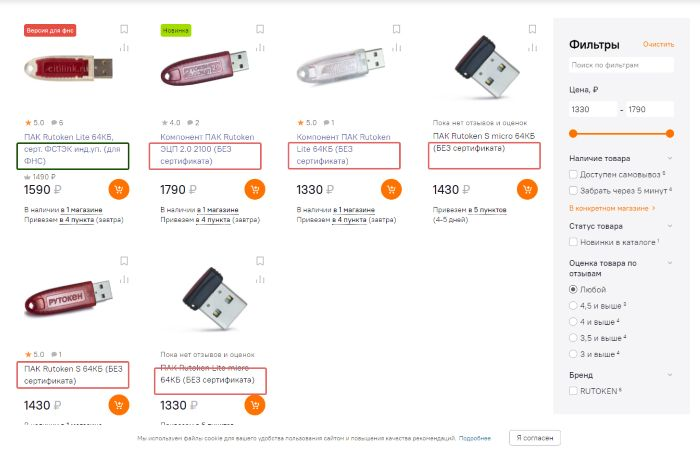 Версия для фнс
Новинка
citilink.ru
★ 5.0 6
★ 4.0 2
★ 5.0 1
Пока нет отзывов и оценок
ПАК Rutoken Lite 64КБ,
серт. ФСТЭК инд.уп. (для
ФНС)
Компонент ПАК Rutoken
ЭЦП 2.0 2100 (БЕЗ
сертификата)
Компонент ПАК Rutoken
Lite 64КБ (БЕЗ
сертификата)
ПАК Rutoken S micro 64КБ
(БЕЗ сертификата)
1490 ₽
1590 ₽
1790 ₽
1330 ₽
1430 ₽
В наличии в 1 магазине
Привезем в 4 пункта (завтра)
В наличии в 1 магазине
Привезем в 4 пункта (завтра)
В наличии в 1 магазине
Привезем в 4 пункта (завтра)
Привезем в 5 пунктов
(4-5 дней)
РУТОКЕН
★ 5.0 1
Пока нет отзывов и оценок
ПАК Rutoken S 64КБ (БЕЗ
сертификата)
ПАК Rutoken Lite micro
64КБ (БЕЗ сертификата)
1430 ₽
1330 ₽
В наличии в 1 магазине
Привезем в 5 пунктов
Фильтры
Очистить
Поиск по фильтрам
Цена, ₽
1330 - 1790
Наличие товара
Доступен самовывоз 5
Забрать через 5 минут 4
В конкретном магазине >
Статус товара
Новинки в каталоге 1
Оценка товара по
отзывам
Любой
4,5 и выше 3
4 и выше 4
3,5 и выше 4
3 и выше 4
Бренд
RUTOKEN 6
Мы используем файлы cookie для вашего удобства пользования сайтом и повышения качества рекомендаций. Подробнее
Я согласен